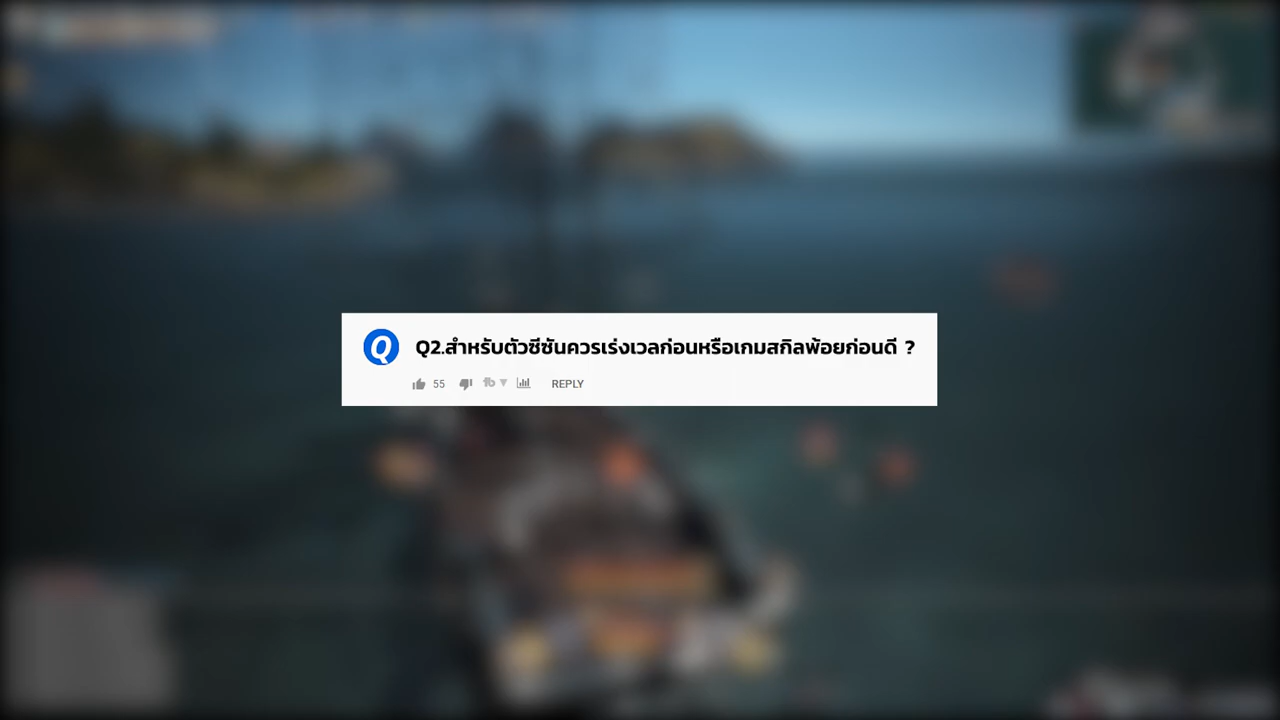 Q
Q2.สำหรับตัวซีซันควรเร่งเวลก่อนหรือเกมสกิลพ้อยก่อนดี ?
55 REPLY